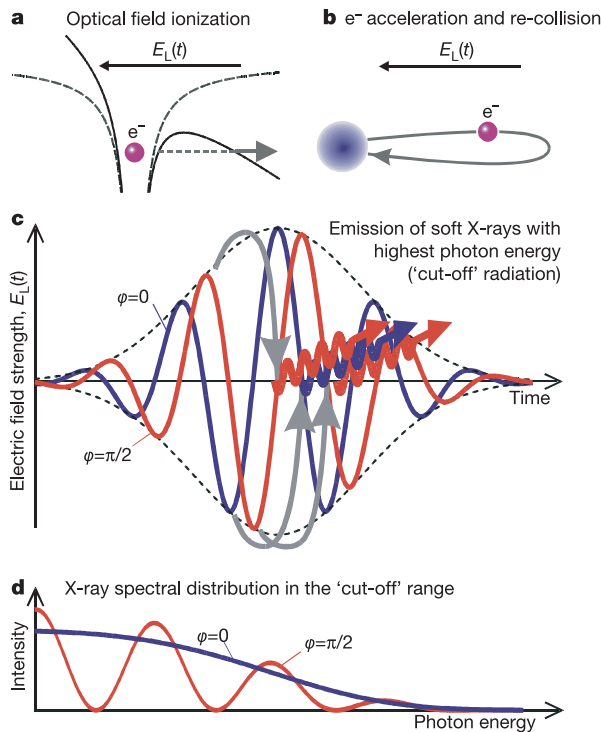 a Optical field ionization
E_L(t)
e⁻
b e⁻ acceleration and re-collision
E_L(t)
e⁻
c
Emission of soft X-rays with
highest photon energy
('cut-off' radiation)
Electric field strength, E_L(t)
φ=0
φ=π/2
Time
d X-ray spectral distribution in the 'cut-off' range
Intensity
φ=0
φ=π/2
Photon energy